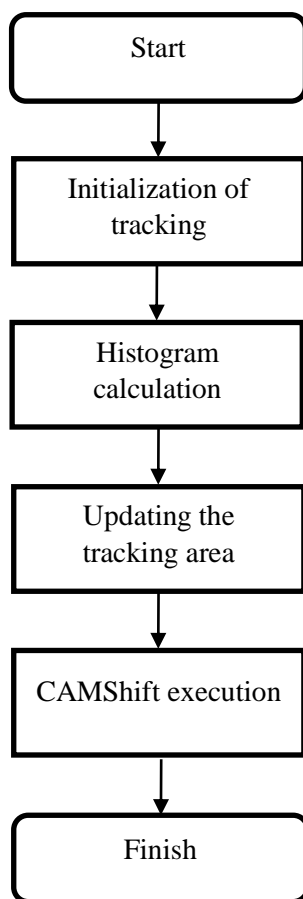 Start
Initialization of
tracking
Histogram
calculation
Updating the
tracking area
CAMShift execution
Finish